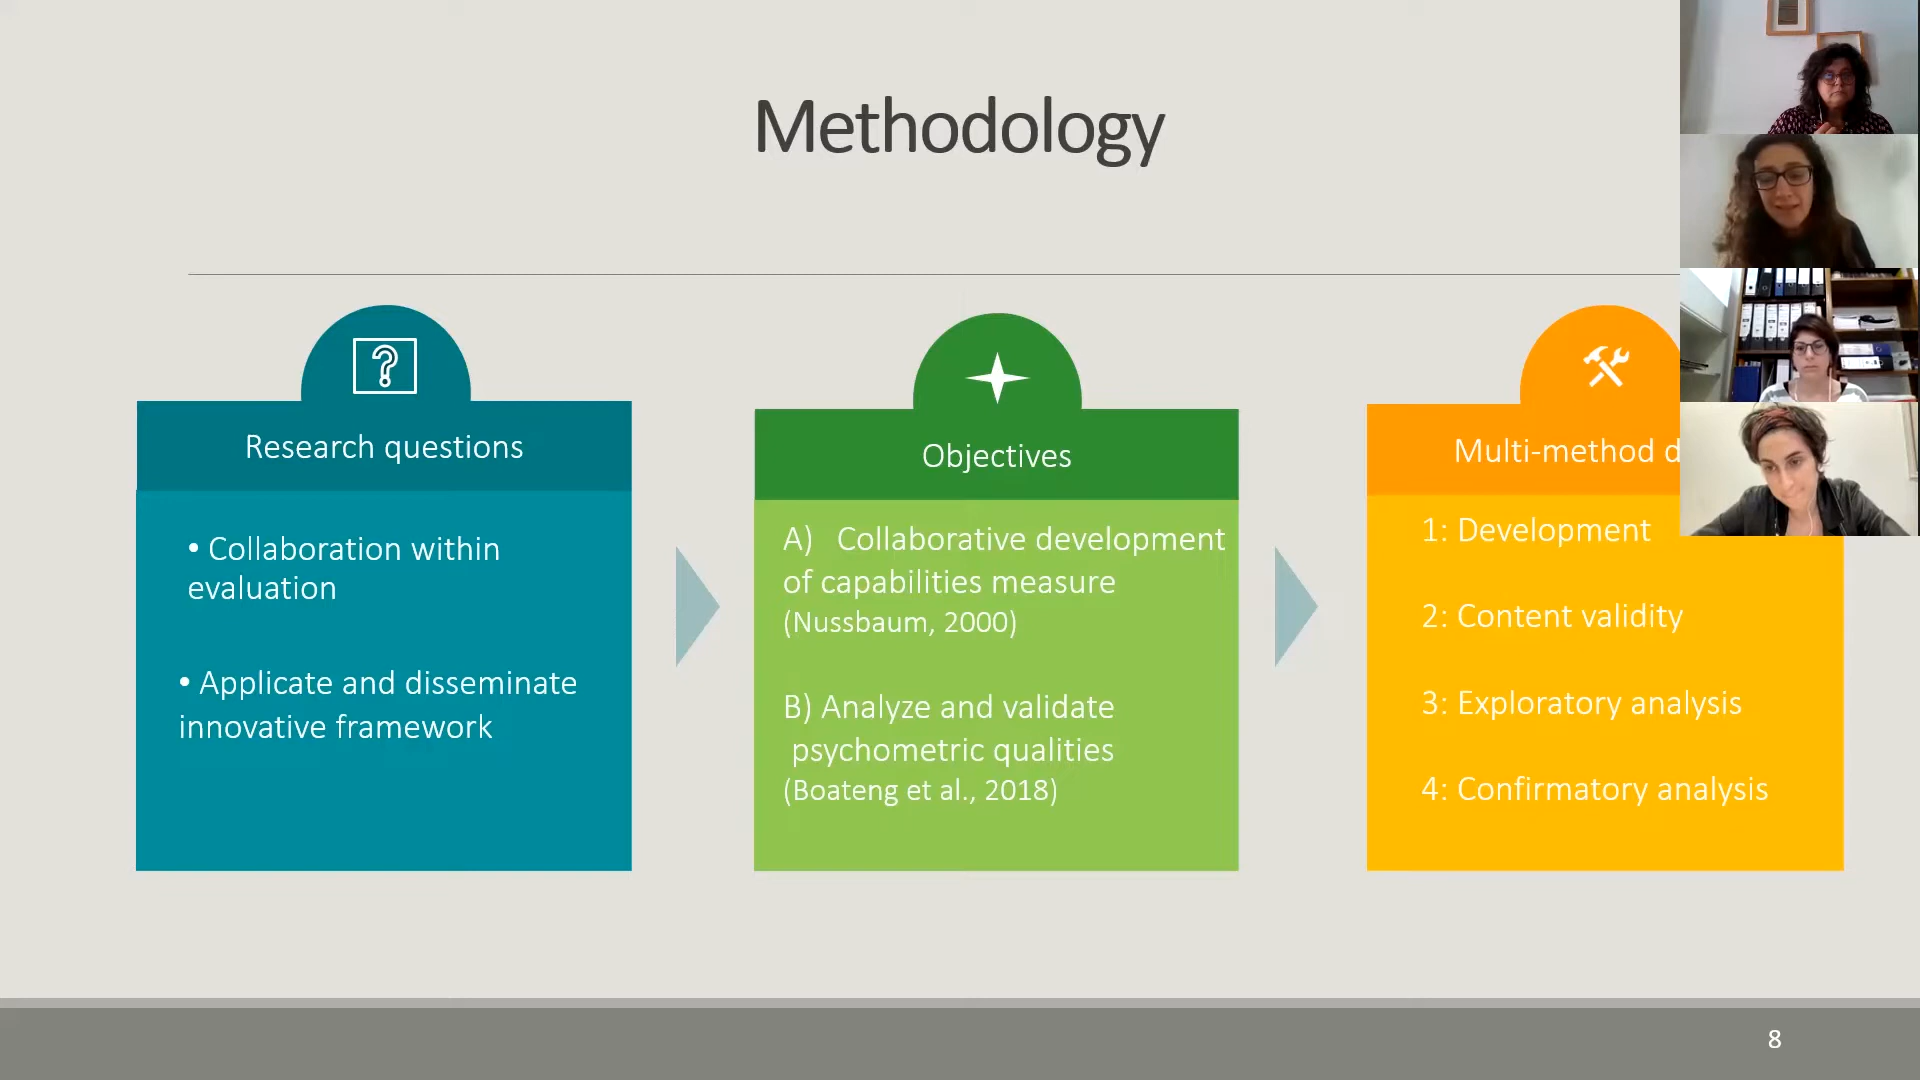 Methodology
Research questions
• Collaboration within
evaluation
• Applicate and disseminate
innovative framework
Objectives
A) Collaborative development
of capabilities measure
(Nussbaum, 2000)
B) Analyze and validate
psychometric qualities
(Boateng et al., 2018)
Multi-method
1: Development
2: Content validity
3: Exploratory analysis
4: Confirmatory analysis
8